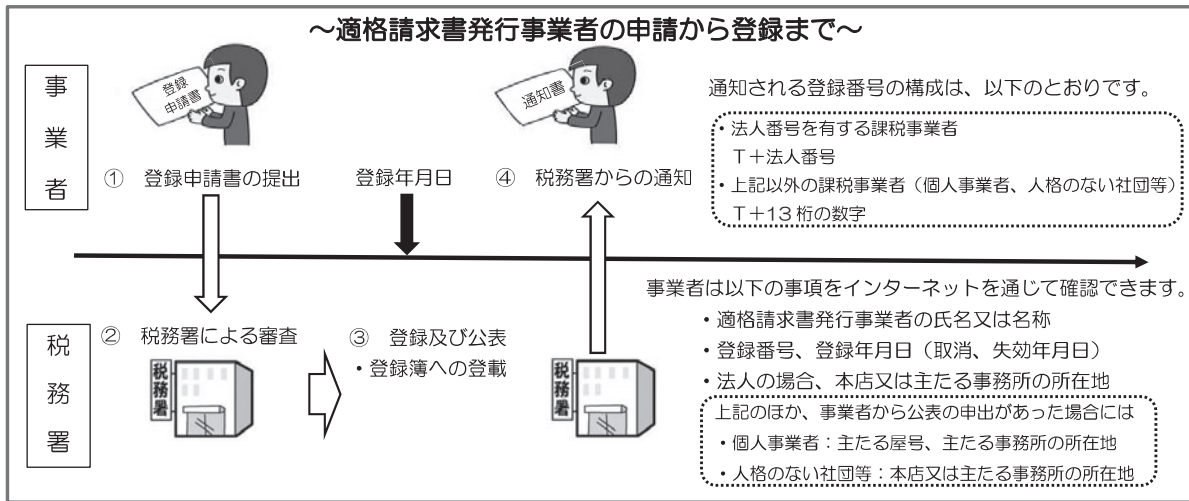 ～適格請求書発行事業者の申請から登録まで～
事業者
登録
申請書
通知書
① 登録申請書の提出
登録年月日
④ 税務署からの通知
通知される登録番号の構成は、以下のとおりです。
・法人番号を有する課税事業者
T＋法人番号
・上記以外の課税事業者（個人事業者、人格のない社団等）
T＋13桁の数字
税務署
② 税務署による審査
税務署
③ 登録及び公表
・登録簿への登載
税務署
事業者は以下の事項をインターネットを通じて確認できます。
・適格請求書発行事業者の氏名又は名称
・登録番号、登録年月日（取消、失効年月日）
・法人の場合、本店又は主たる事務所の所在地
上記のほか、事業者から公表の申出があった場合には
・個人事業者：主たる屋号、主たる事務所の所在地
・人格のない社団等：本店又は主たる事務所の所在地